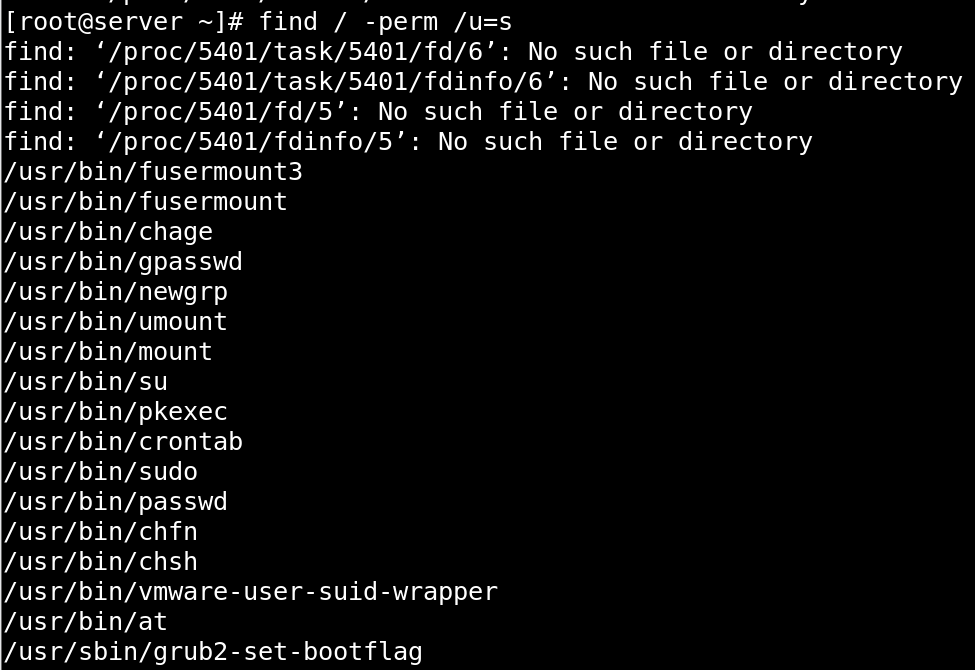 [root@server ~]# find / -perm /u=s
find: ‘/proc/5401/task/5401/fd/6’: No such file or directory
find: ‘/proc/5401/task/5401/fdinfo/6’: No such file or directory
find: ‘/proc/5401/fd/5’: No such file or directory
find: ‘/proc/5401/fdinfo/5’: No such file or directory
/usr/bin/fusermount3
/usr/bin/fusermount
/usr/bin/chage
/usr/bin/gpasswd
/usr/bin/newgrp
/usr/bin/umount
/usr/bin/mount
/usr/bin/su
/usr/bin/pkexec
/usr/bin/crontab
/usr/bin/sudo
/usr/bin/passwd
/usr/bin/chfn
/usr/bin/chsh
/usr/bin/vmware-user-suid-wrapper
/usr/bin/at
/usr/sbin/grub2-set-bootflag